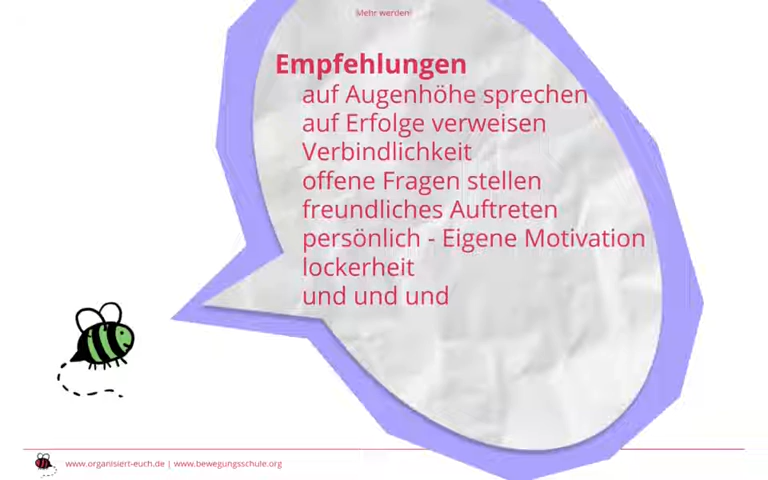 Mehr werden!
Empfehlungen
auf Augenhöhe sprechen
auf Erfolge verweisen
Verbindlichkeit
offene Fragen stellen
freundliches Auftreten
persönlich - Eigene Motivation
lockerheit
und und und
www.organisiert-euch.de | www.bewegungsschule.org